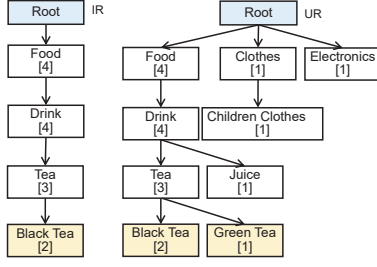 Root
IR
Food
[4]
Drink
[4]
Tea
[3]
Black Tea
[2]
Root
UR
Food
[4]
Clothes
[1]
Electronics
[1]
Drink
[4]
Children Clothes
[1]
Tea
[3]
Juice
[1]
Black Tea
[2]
Green Tea
[1]